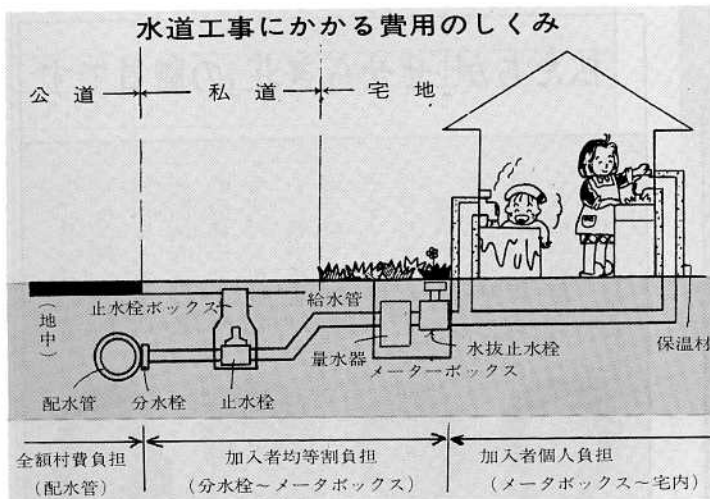 水道工事にかかる費用のしくみ
公道
私道
宅地
(地中)
止水栓ボックス
給水管
量水器
水抜止水栓
メーターボックス
保温材
配水管
分水栓
止水栓
全額村費負担
(配水管)
加入者均等割負担
(分水栓~メータボックス)
加入者個人負担
(メータボックス~宅内)